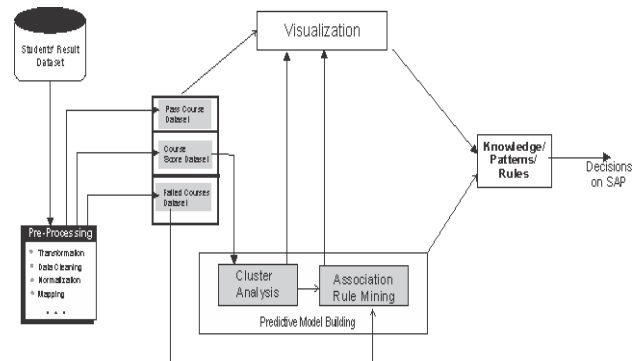 Students' Result
Dataset
Visualization
Pass Course
Dataset
Course
Score Dataset
Failed Courses
Dataset
Knowledge/
Patterns/
Rules
Decisions
on SAP
Pre-Processing
Transformation
Data Cleaning
Normalization
Mapping
Cluster
Analysis
Association
Rule Mining
Predictive Model Building